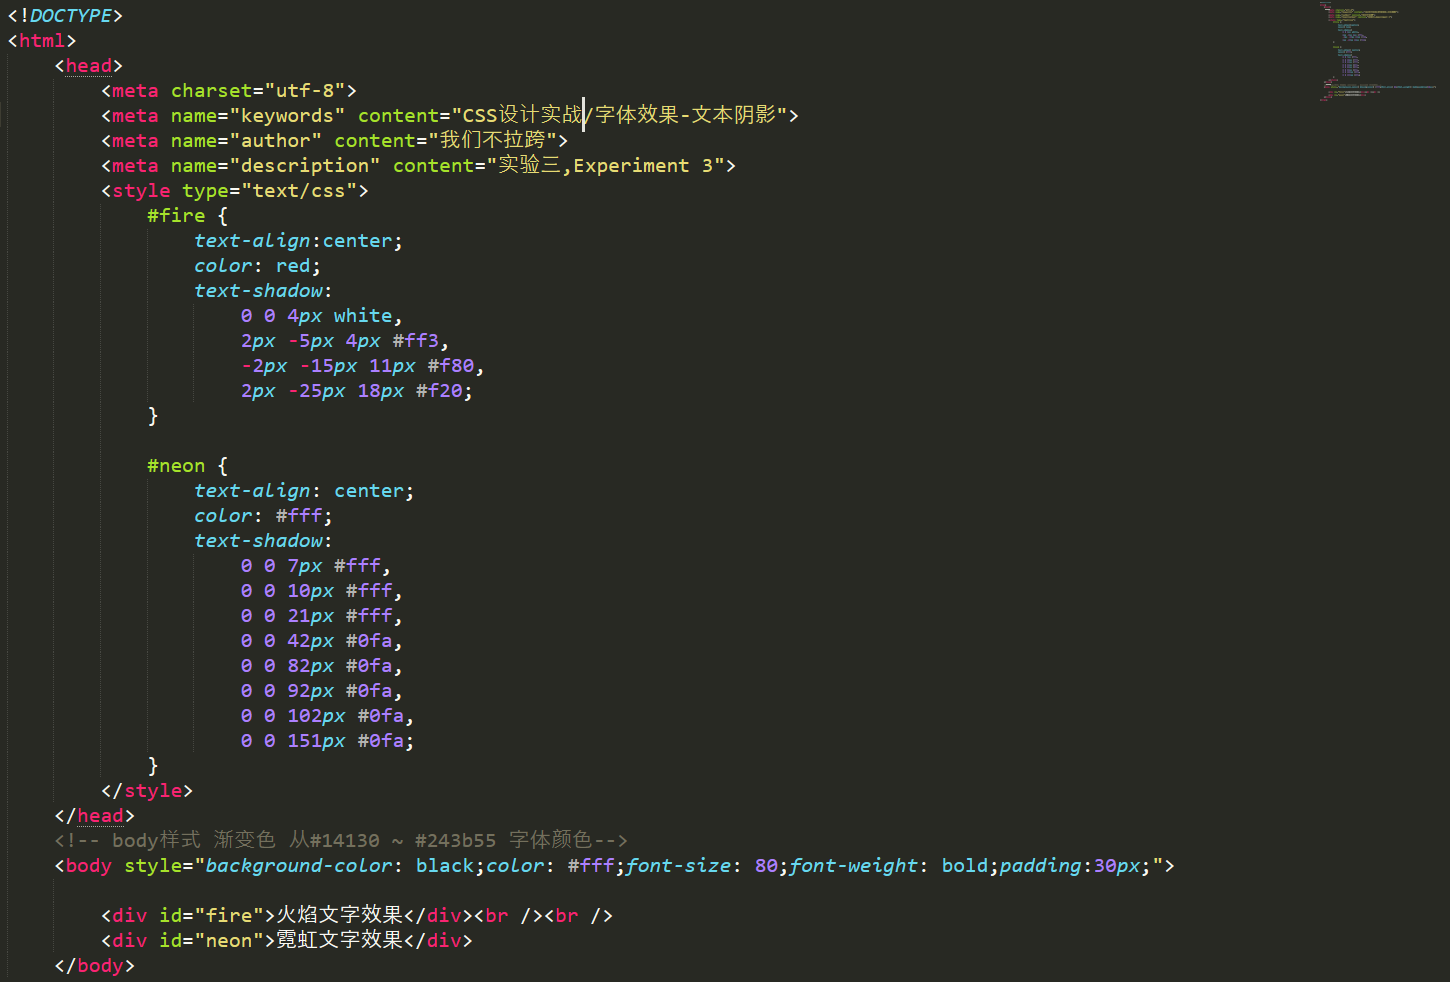 <!DOCTYPE>
<html>
<head>
<meta charset="utf-8">
<meta name="keywords" content="CSS设计实战/字体效果-文本阴影">
<meta name="author" content="我们不拉跨">
<meta name="description" content="实验三,Experiment 3">
<style type="text/css">
#fire {
text-align:center;
color: red;
text-shadow:
0 0 4px white,
2px -5px 4px #ff3,
-2px -15px 11px #f80,
2px -25px 18px #f20;
}
#neon {
text-align: center;
color: #fff;
text-shadow:
0 0 7px #fff,
0 0 10px #fff,
0 0 21px #fff,
0 0 42px #0fa,
0 0 82px #0fa,
0 0 92px #0fa,
0 0 102px #0fa,
0 0 151px #0fa;
}
</style>
</head>
<!-- body样式 渐变色 从#14130 ~ #243b55 字体颜色-->
<body style="background-color: black;color: #fff;font-size: 80;font-weight: bold;padding:30px;">
<div id="fire">火焰文字效果</div><br /><br />
<div id="neon">霓虹文字效果</div>
</body>